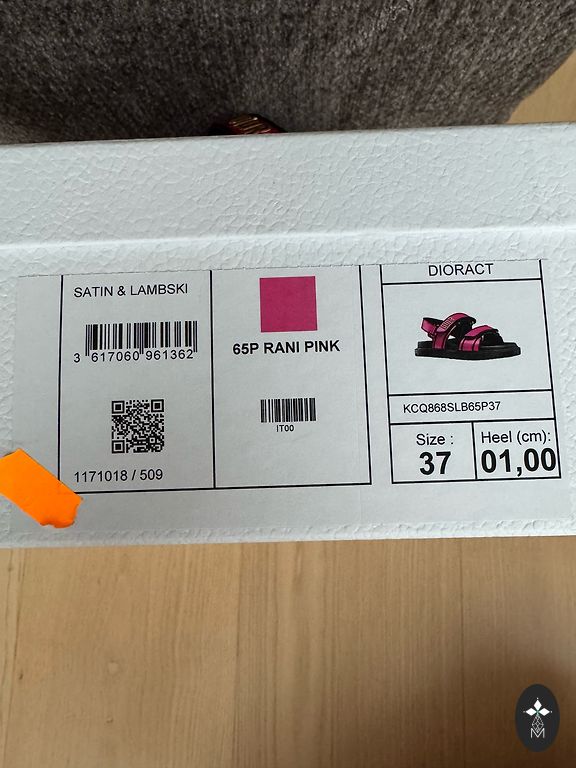 SATIN & LAMBSKI
3 617060 961362
1171018 / 509
65P RANI PINK
IT00
DIORACT
KCQ868SLB65P37
Size :
37
Heel (cm):
01,00
M